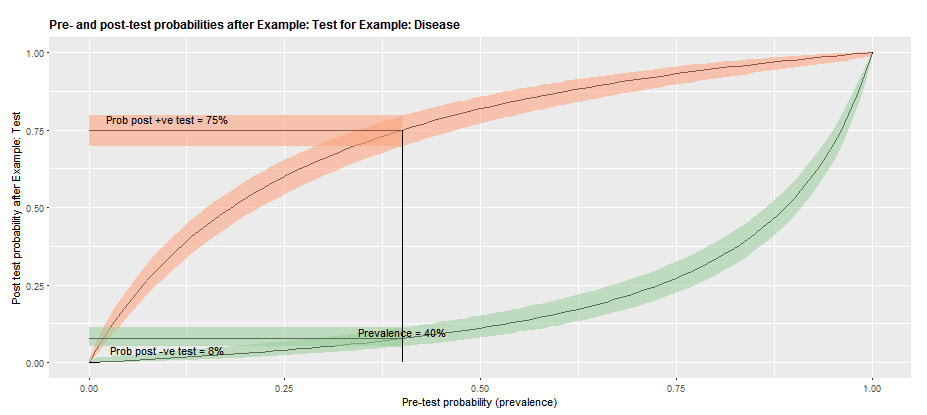 Pre- and post-test probabilities after Example: Test for Example: Disease
Post test probability after Example: Test
1.00
0.75
0.50
0.25
0.00
Prob post +ve test = 75%
Prevalence = 40%
Prob post -ve test = 8%
0.00
0.25
0.50
0.75
1.00
Pre-test probability (prevalence)